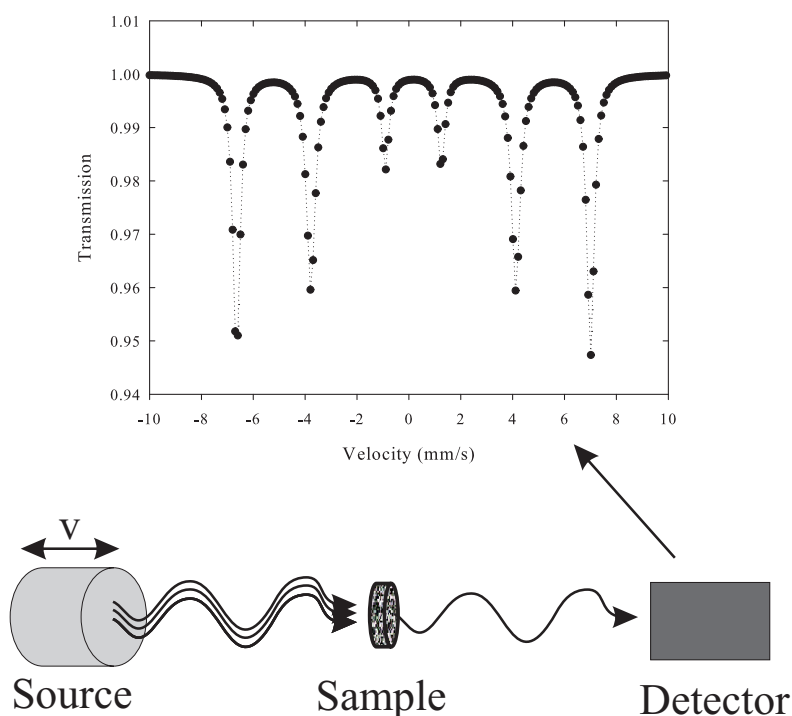 1.01
1.00
0.99
0.98
0.97
0.96
0.95
0.94
Transmission
-10 -8 -6 -4 -2 0 2 4 6 8 10
Velocity (mm/s)
v
Source Sample Detector